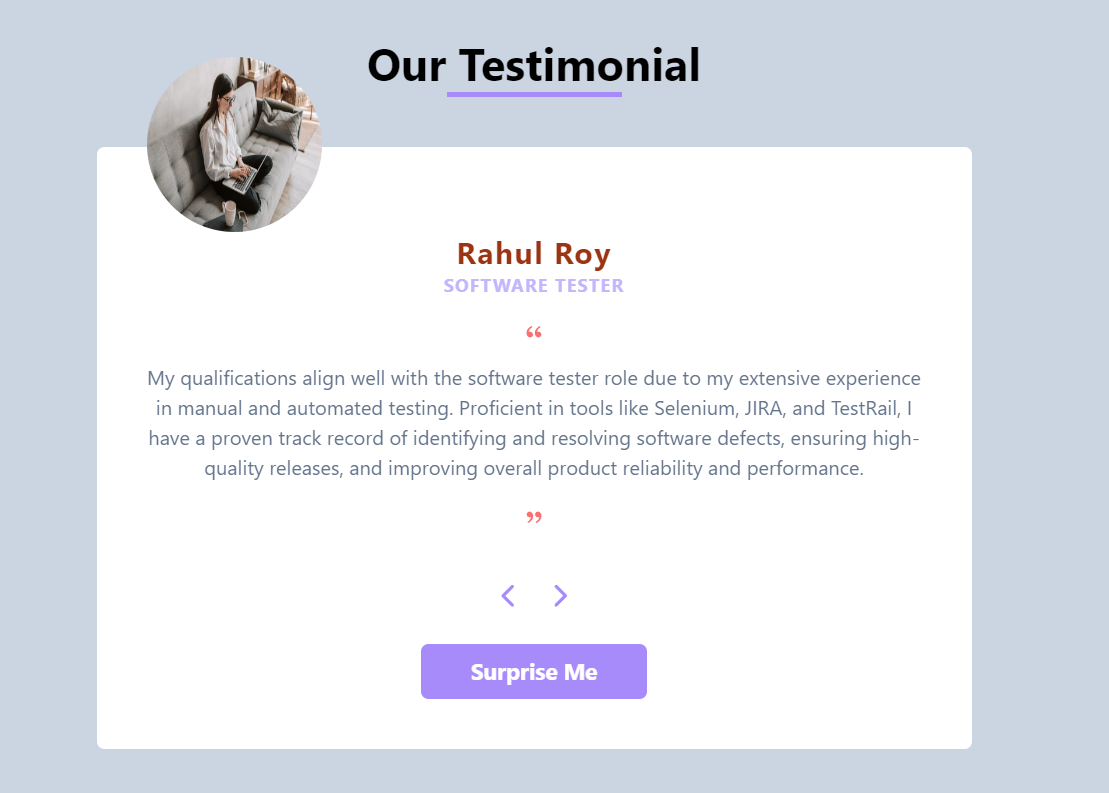 Our Testimonial
Rahul Roy
SOFTWARE TESTER
“
My qualifications align well with the software tester role due to my extensive experience
in manual and automated testing. Proficient in tools like Selenium, JIRA, and TestRail, I
have a proven track record of identifying and resolving software defects, ensuring high-
quality releases, and improving overall product reliability and performance.
”
Surprise Me